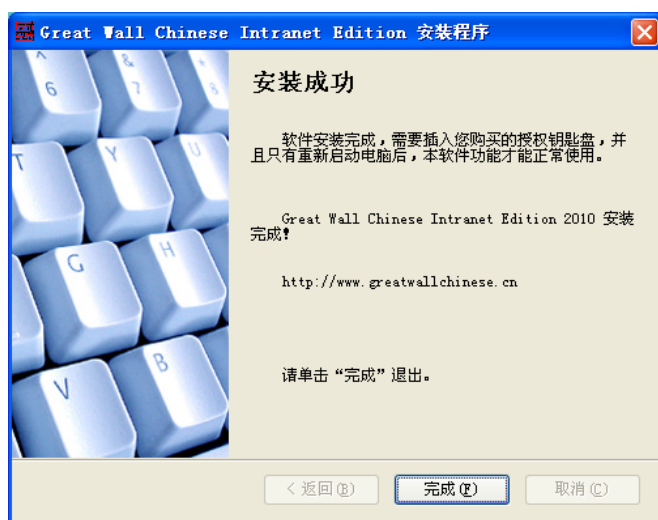 Great Wall Chinese Intranet Edition 安装程序
安装成功
软件安装完成，需要插入您购买的授权钥匙盘，并
且只有重新启动电脑后，本软件功能才能正常使用。
Great Wall Chinese Intranet Edition 2010 安装
完成!
http://www.greatwallchinese.cn
请单击“完成”退出。
< 返回(B)
完成(F)
取消(C)
^ & *
6 7 8
T Y U
G H
V B